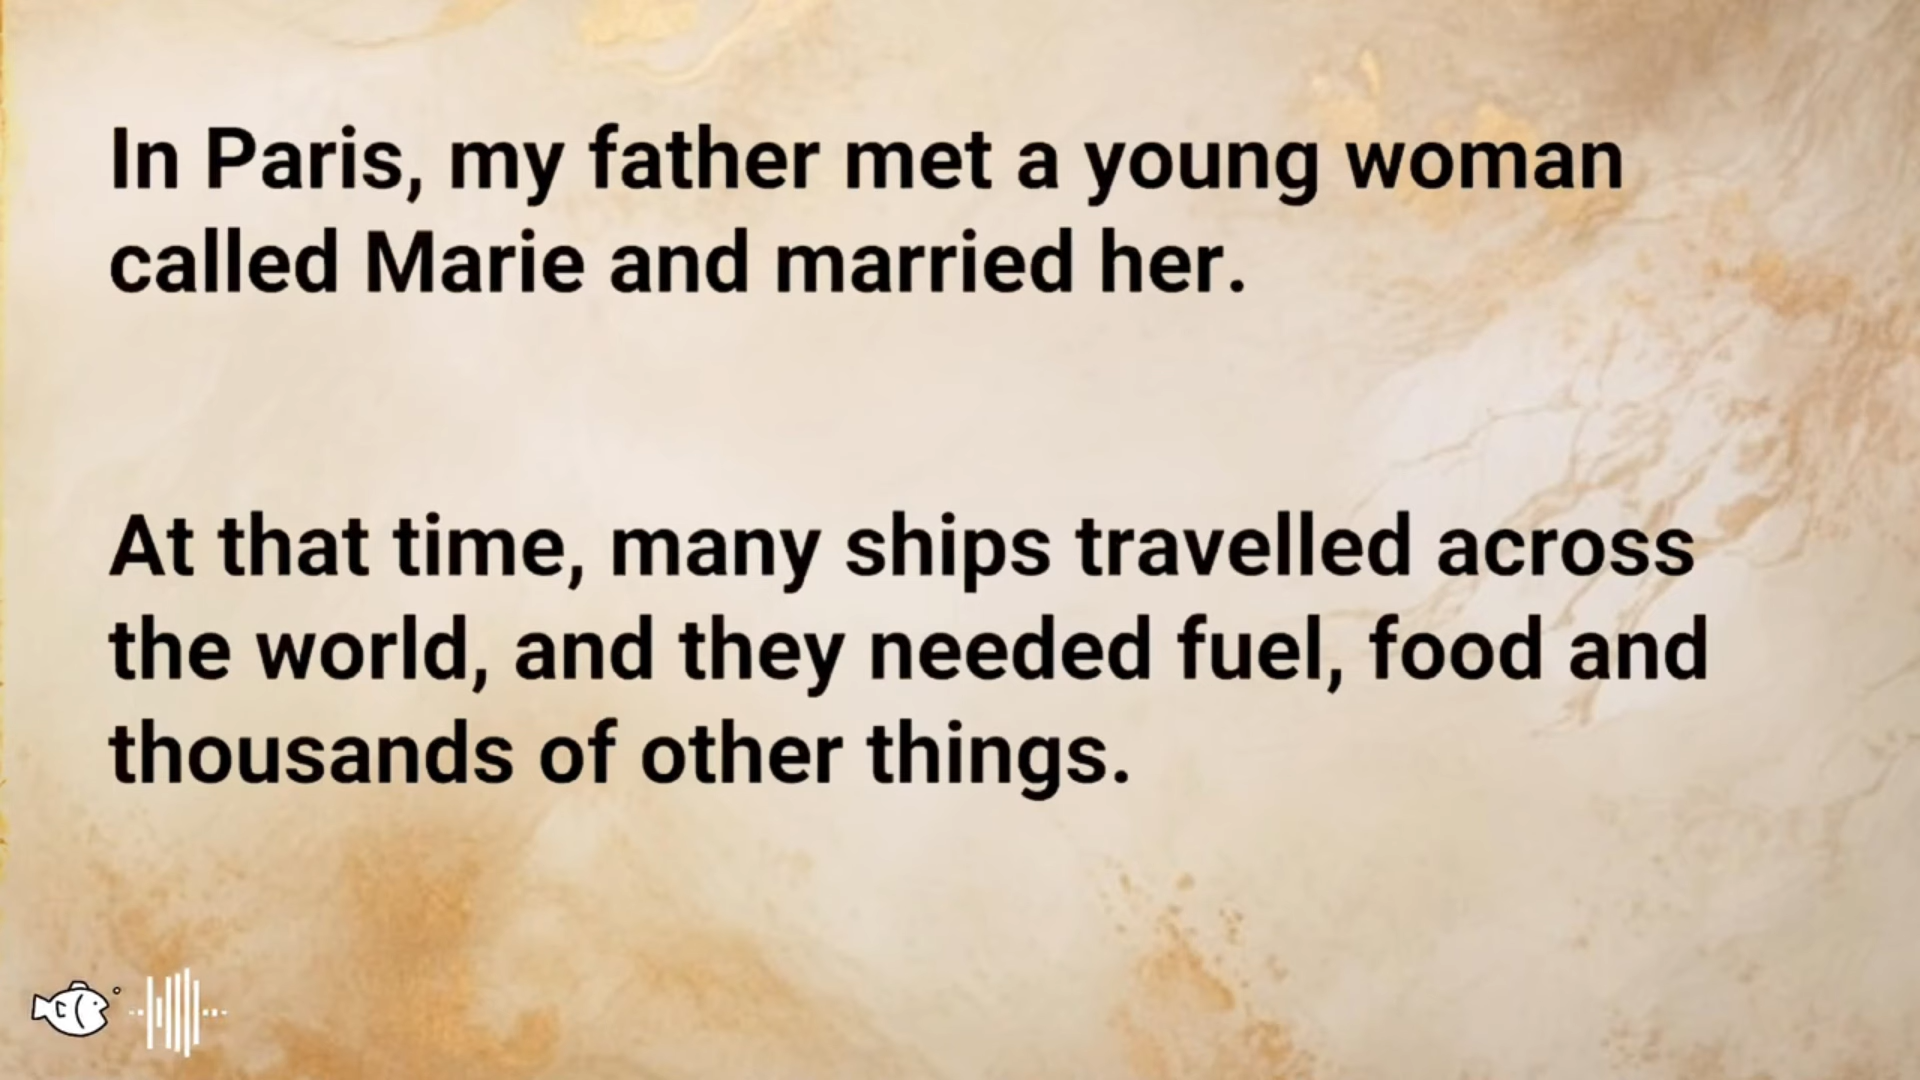 In Paris, my father met a young woman
called Marie and married her.
At that time, many ships travelled across
the world, and they needed fuel, food and
thousands of other things.